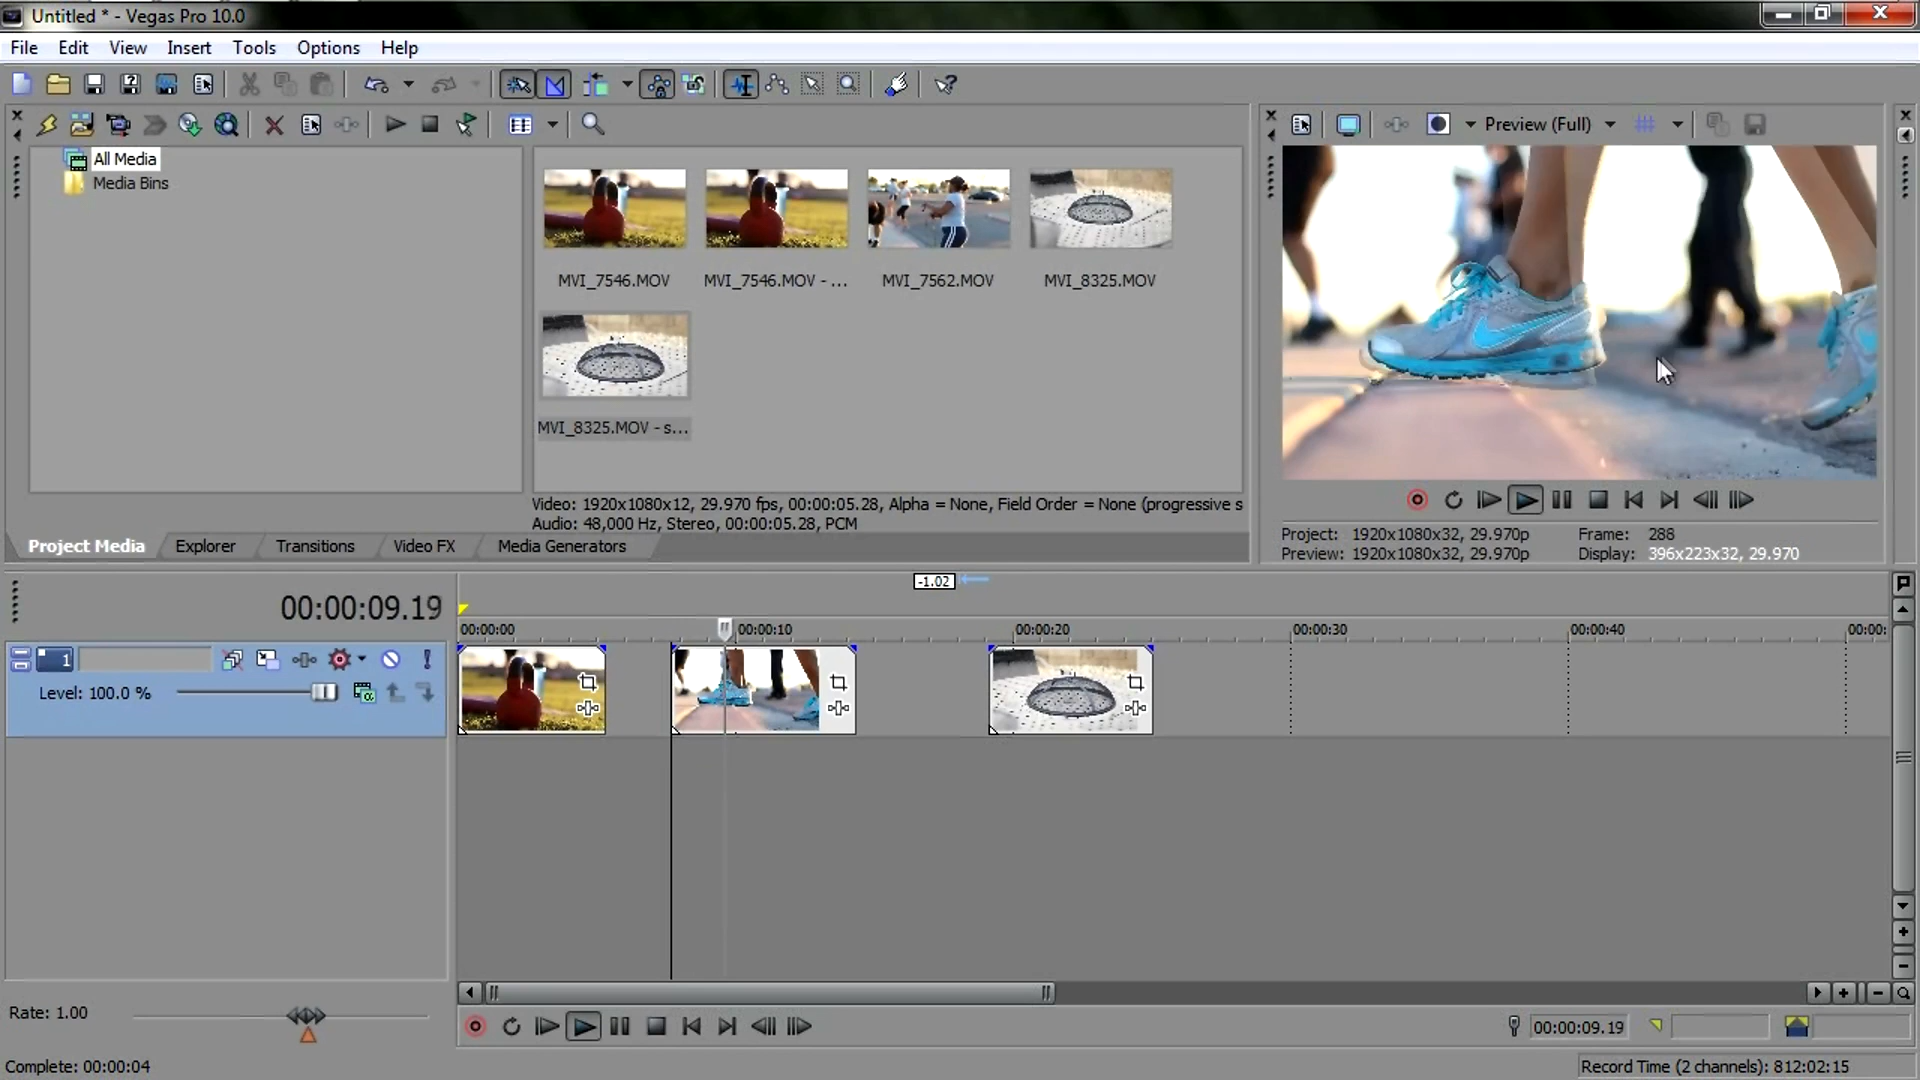 Untitled * - Vegas Pro 10.0
File Edit View Insert Tools Options Help
Preview (Full)
All Media
Media Bins
MVI_7546.MOV
MVI_7546.MOV - ...
MVI_7562.MOV
MVI_8325.MOV
MVI_8325.MOV - s...
Video: 1920x1080x12, 29.970 fps, 00:00:05.28, Alpha = None, Field Order = None (progressive s
Audio: 48,000 Hz, Stereo, 00:00:05.28, PCM
Project Media Explorer Transitions Video FX Media Generators
Project: 1920x1080x32, 29.970p Frame: 288
Preview: 1920x1080x32, 29.970p Display: 396x223x32, 29.970
-1.02
00:00:09.19
00:00:00 00:00:10 00:00:20 00:00:30 00:00:40 00:00:
1
Level: 100.0 %
Rate: 1.00
00:00:09.19
Complete: 00:00:04
Record Time (2 channels): 812:02:15